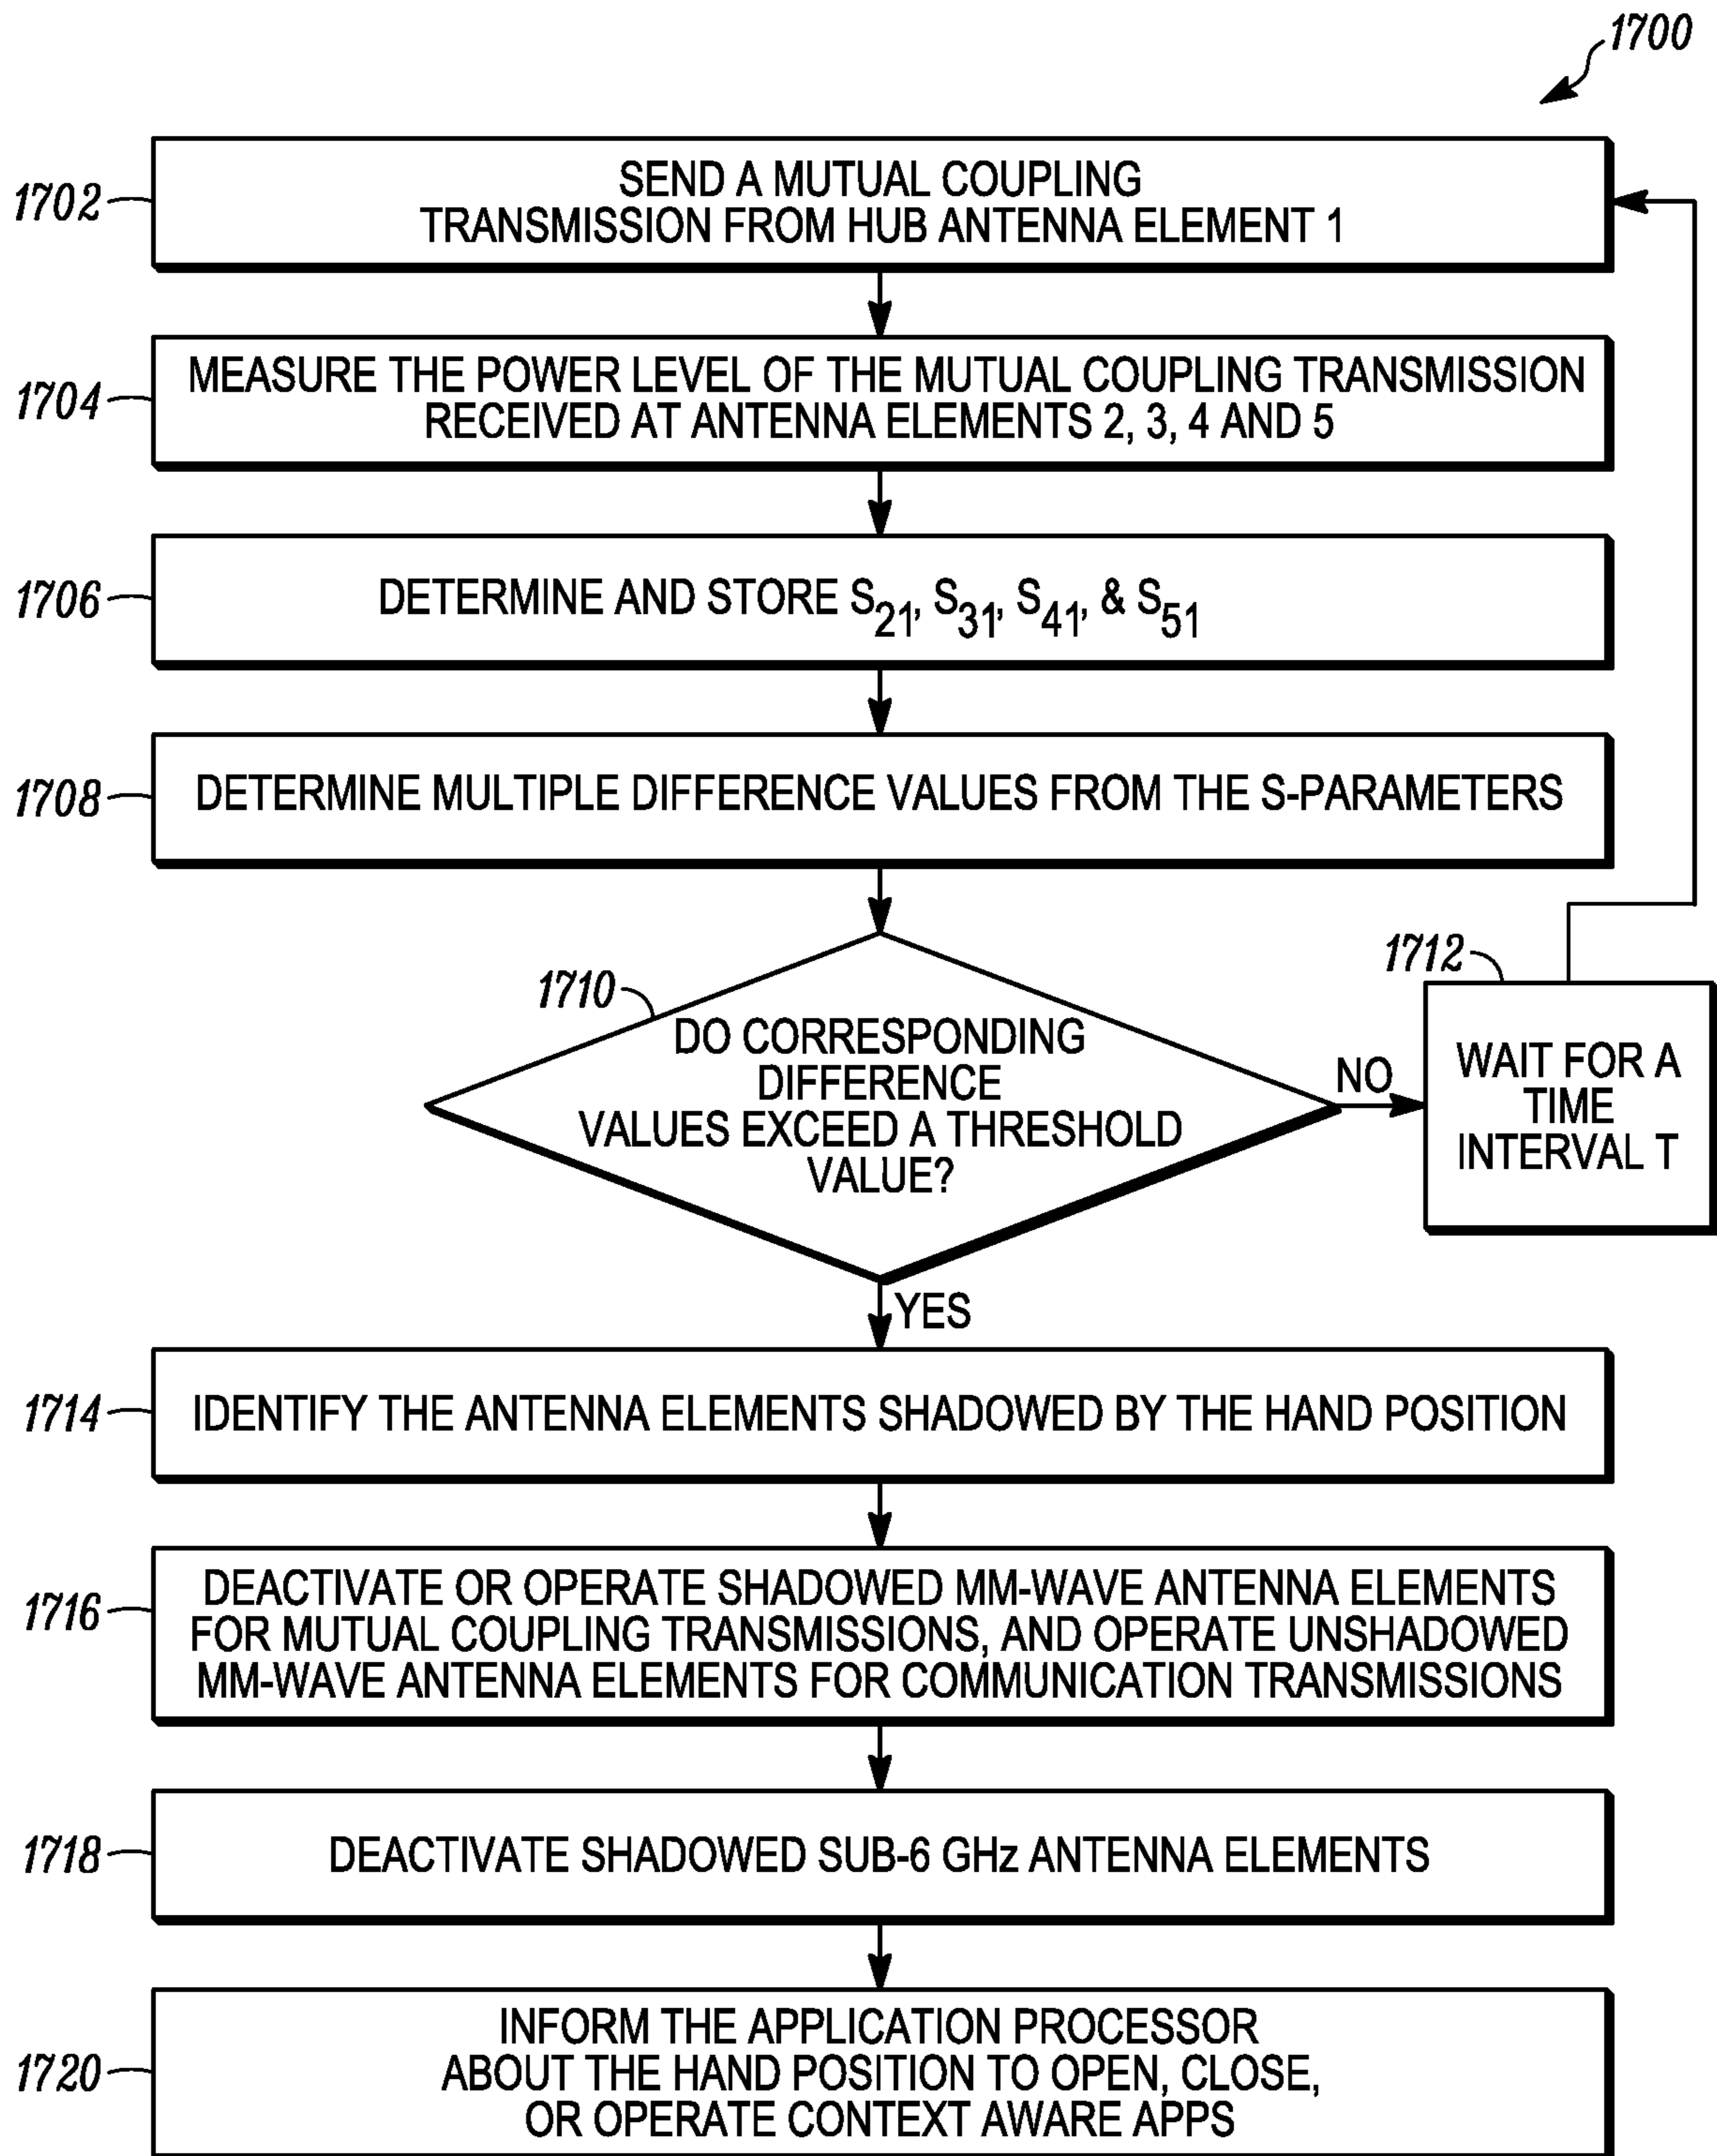 1700
1702
SEND A MUTUAL COUPLING
TRANSMISSION FROM HUB ANTENNA ELEMENT 1
1704
MEASURE THE POWER LEVEL OF THE MUTUAL COUPLING TRANSMISSION
RECEIVED AT ANTENNA ELEMENTS 2, 3, 4 AND 5
1706
DETERMINE AND STORE S21, S31, S41, & S51
1708
DETERMINE MULTIPLE DIFFERENCE VALUES FROM THE S-PARAMETERS
1710
DO CORRESPONDING
DIFFERENCE
VALUES EXCEED A THRESHOLD
VALUE?
NO
1712
WAIT FOR A
TIME
INTERVAL T
YES
1714
IDENTIFY THE ANTENNA ELEMENTS SHADOWED BY THE HAND POSITION
1716
DEACTIVATE OR OPERATE SHADOWED MM-WAVE ANTENNA ELEMENTS
FOR MUTUAL COUPLING TRANSMISSIONS, AND OPERATE UNSHADOWED
MM-WAVE ANTENNA ELEMENTS FOR COMMUNICATION TRANSMISSIONS
1718
DEACTIVATE SHADOWED SUB-6 GHz ANTENNA ELEMENTS
1720
INFORM THE APPLICATION PROCESSOR
ABOUT THE HAND POSITION TO OPEN, CLOSE,
OR OPERATE CONTEXT AWARE APPS